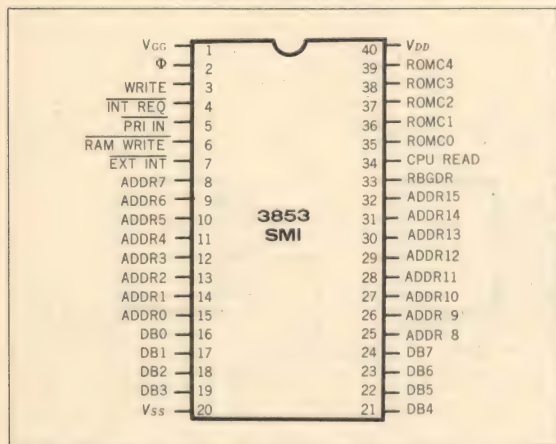 VGG 1 40 VDD
Φ 2 39 ROMC4
WRITE 3 38 ROMC3
INT REQ 4 37 ROMC2
PRI IN 5 36 ROMC1
RAM WRITE 6 35 ROMC0
EXT INT 7 34 CPU READ
ADDR7 8 33 RBGDR
ADDR6 9 32 ADDR15
ADDR5 10 31 ADDR14
ADDR4 11 30 ADDR13
ADDR3 12 29 ADDR12
ADDR2 13 28 ADDR11
ADDR1 14 27 ADDR10
ADDR0 15 26 ADDR 9
DB0 16 25 ADDR 8
DB1 17 24 DB7
DB2 18 23 DB6
DB3 19 22 DB5
VSS 20 21 DB4
3853
SMI